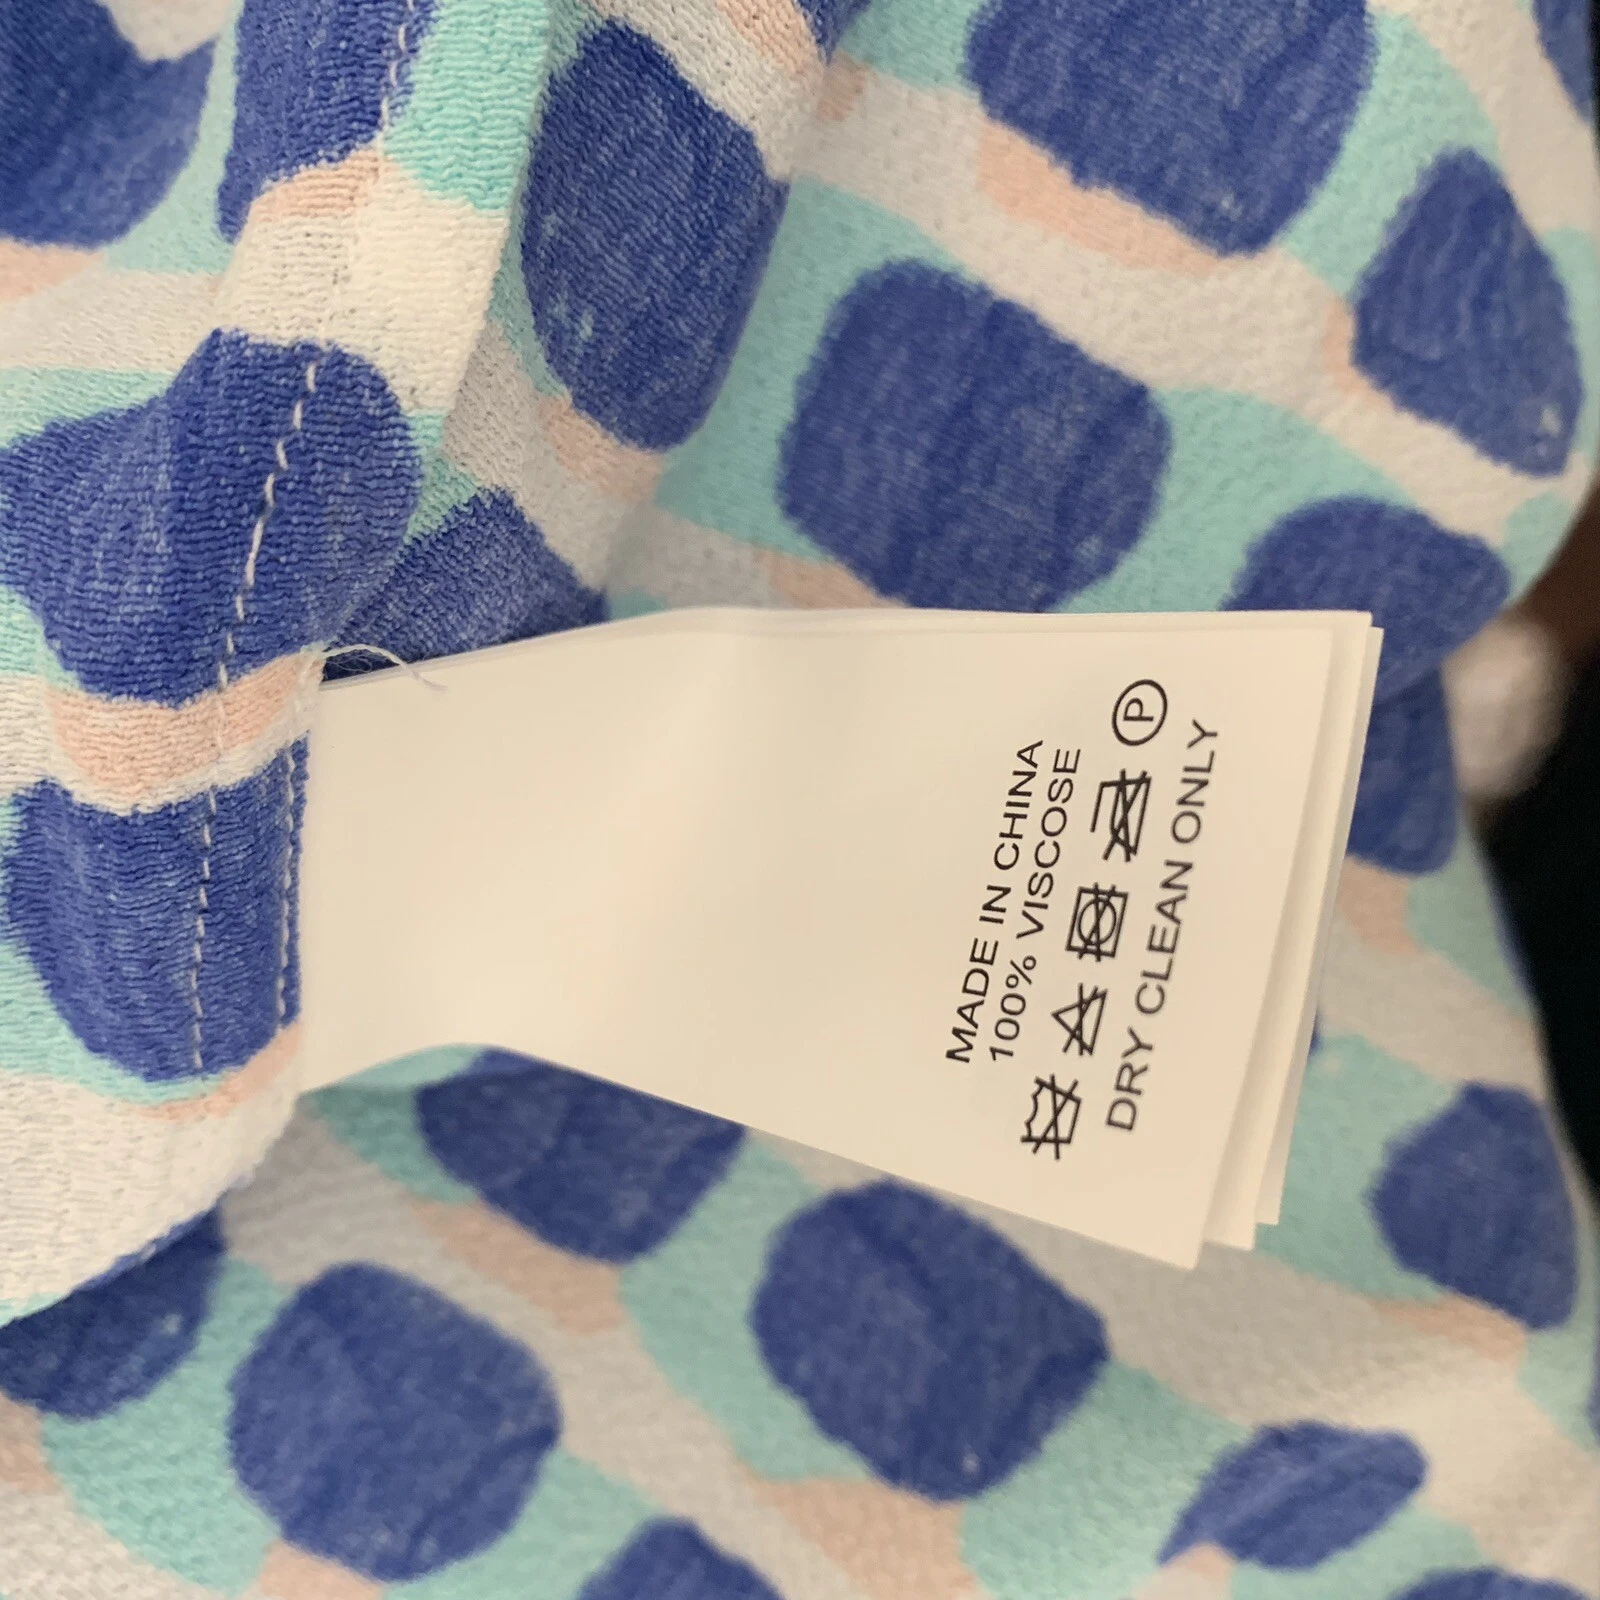 MADE IN CHINA
100% VISCOSE
P
DRY CLEAN ONLY